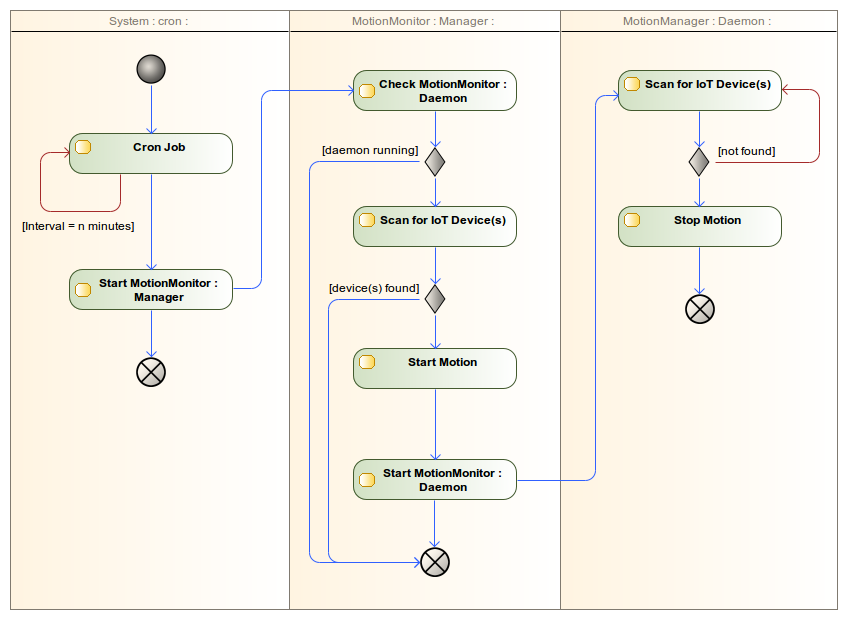 System : cron :
MotionMonitor : Manager :
MotionManager : Daemon :
Cron Job
[Interval = n minutes]
Start MotionMonitor :
Manager
Check MotionMonitor :
Daemon
[daemon running]
Scan for IoT Device(s)
[device(s) found]
Start Motion
Start MotionMonitor :
Daemon
Scan for IoT Device(s)
[not found]
Stop Motion